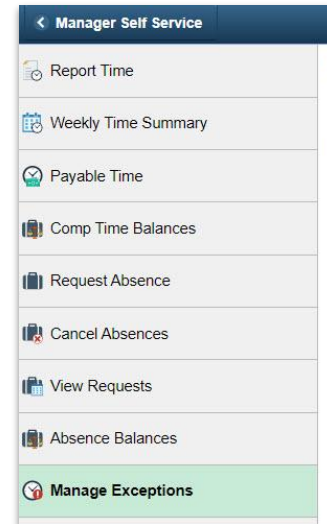 Manager Self Service
Report Time
Weekly Time Summary
Payable Time
Comp Time Balances
Request Absence
Cancel Absences
View Requests
Absence Balances
Manage Exceptions